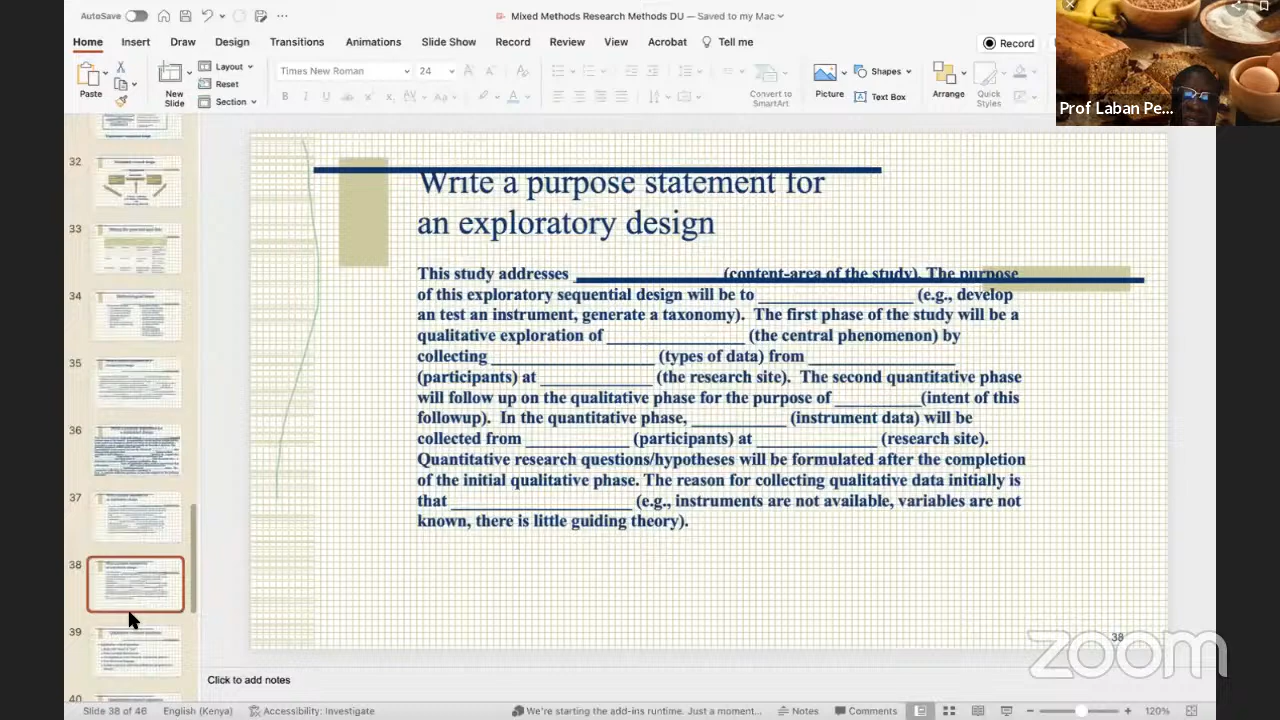 AutoSave
Mixed Methods Research Methods DU — Saved to my Mac
Home Insert Draw Design Transitions Animations Slide Show Record Review View Acrobat Tell me
Record
Paste
New
Slide
Layout
Reset
Section
Times New Roman 24
Convert to
SmartArt
Picture
Shapes
Text Box
Arrange
Quick
Styles
Prof Laban Pe...
32
33
34
35
36
37
38
39
40
Write a purpose statement for
an exploratory design
This study addresses ________________ (content-area of the study). The purpose
of this exploratory sequential design will be to ________________ (e.g., develop
an test an instrument, generate a taxonomy). The first phase of the study will be a
qualitative exploration of ______________ (the central phenomenon) by
collecting _________________ (types of data) from _______________
(participants) at ____________ (the research site). The second quantitative phase
will follow up on the qualitative phase for the purpose of _________(intent of this
followup). In the quantitative phase, __________ (instrument data) will be
collected from ___________ (participants) at _____________ (research site).
Quantitative research questions/hypotheses will be formulated after the completion
of the initial qualitative phase. The reason for collecting qualitative data initially is
that ___________________ (e.g., instruments are not available, variables are not
known, there is little guiding theory).
38
zoom
Click to add notes
Slide 38 of 46 English (Kenya) Accessibility: Investigate We're starting the add-ins runtime. Just a moment... Notes Comments 120%